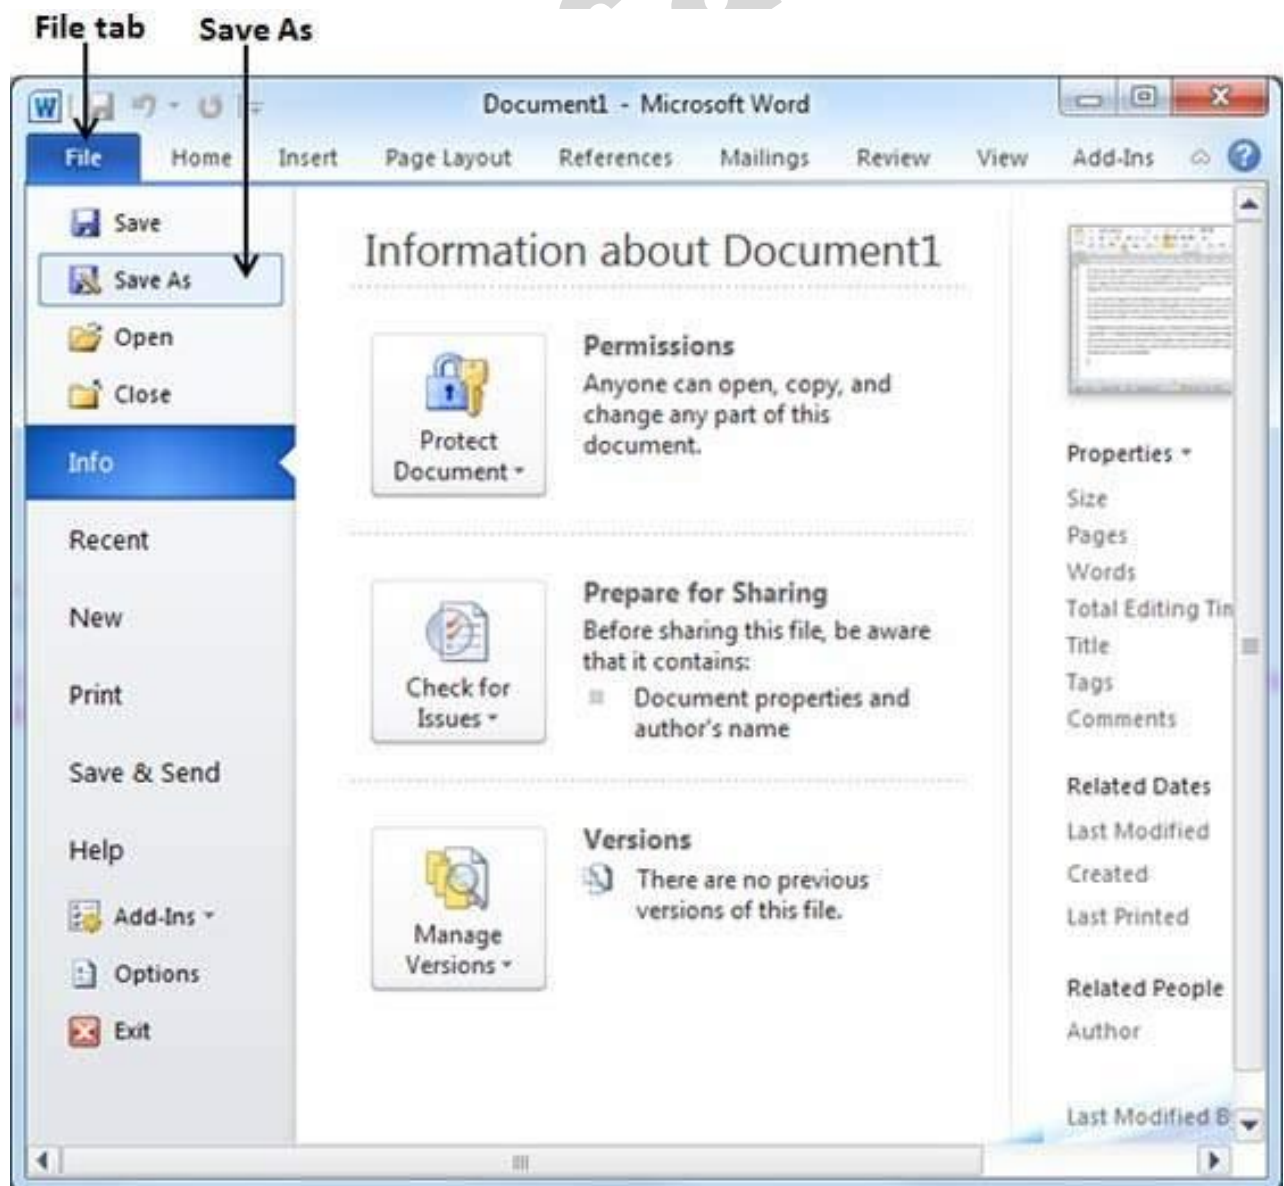 File tab Save As
W
Document1 - Microsoft Word
File Home Insert Page Layout References Mailings Review View Add-Ins ?
Save
Save As
Open
Close
Info
Recent
New
Print
Save & Send
Help
Add-Ins
Options
Exit
Information about Document1
Protect
Document
Permissions
Anyone can open, copy, and
change any part of this
document.
Check for
Issues
Prepare for Sharing
Before sharing this file, be aware
that it contains:
Document properties and
author's name
Manage
Versions
Versions
There are no previous
versions of this file.
Properties
Size
Pages
Words
Total Editing Tin
Title
Tags
Comments
Related Dates
Last Modified
Created
Last Printed
Related People
Author
Last Modified B